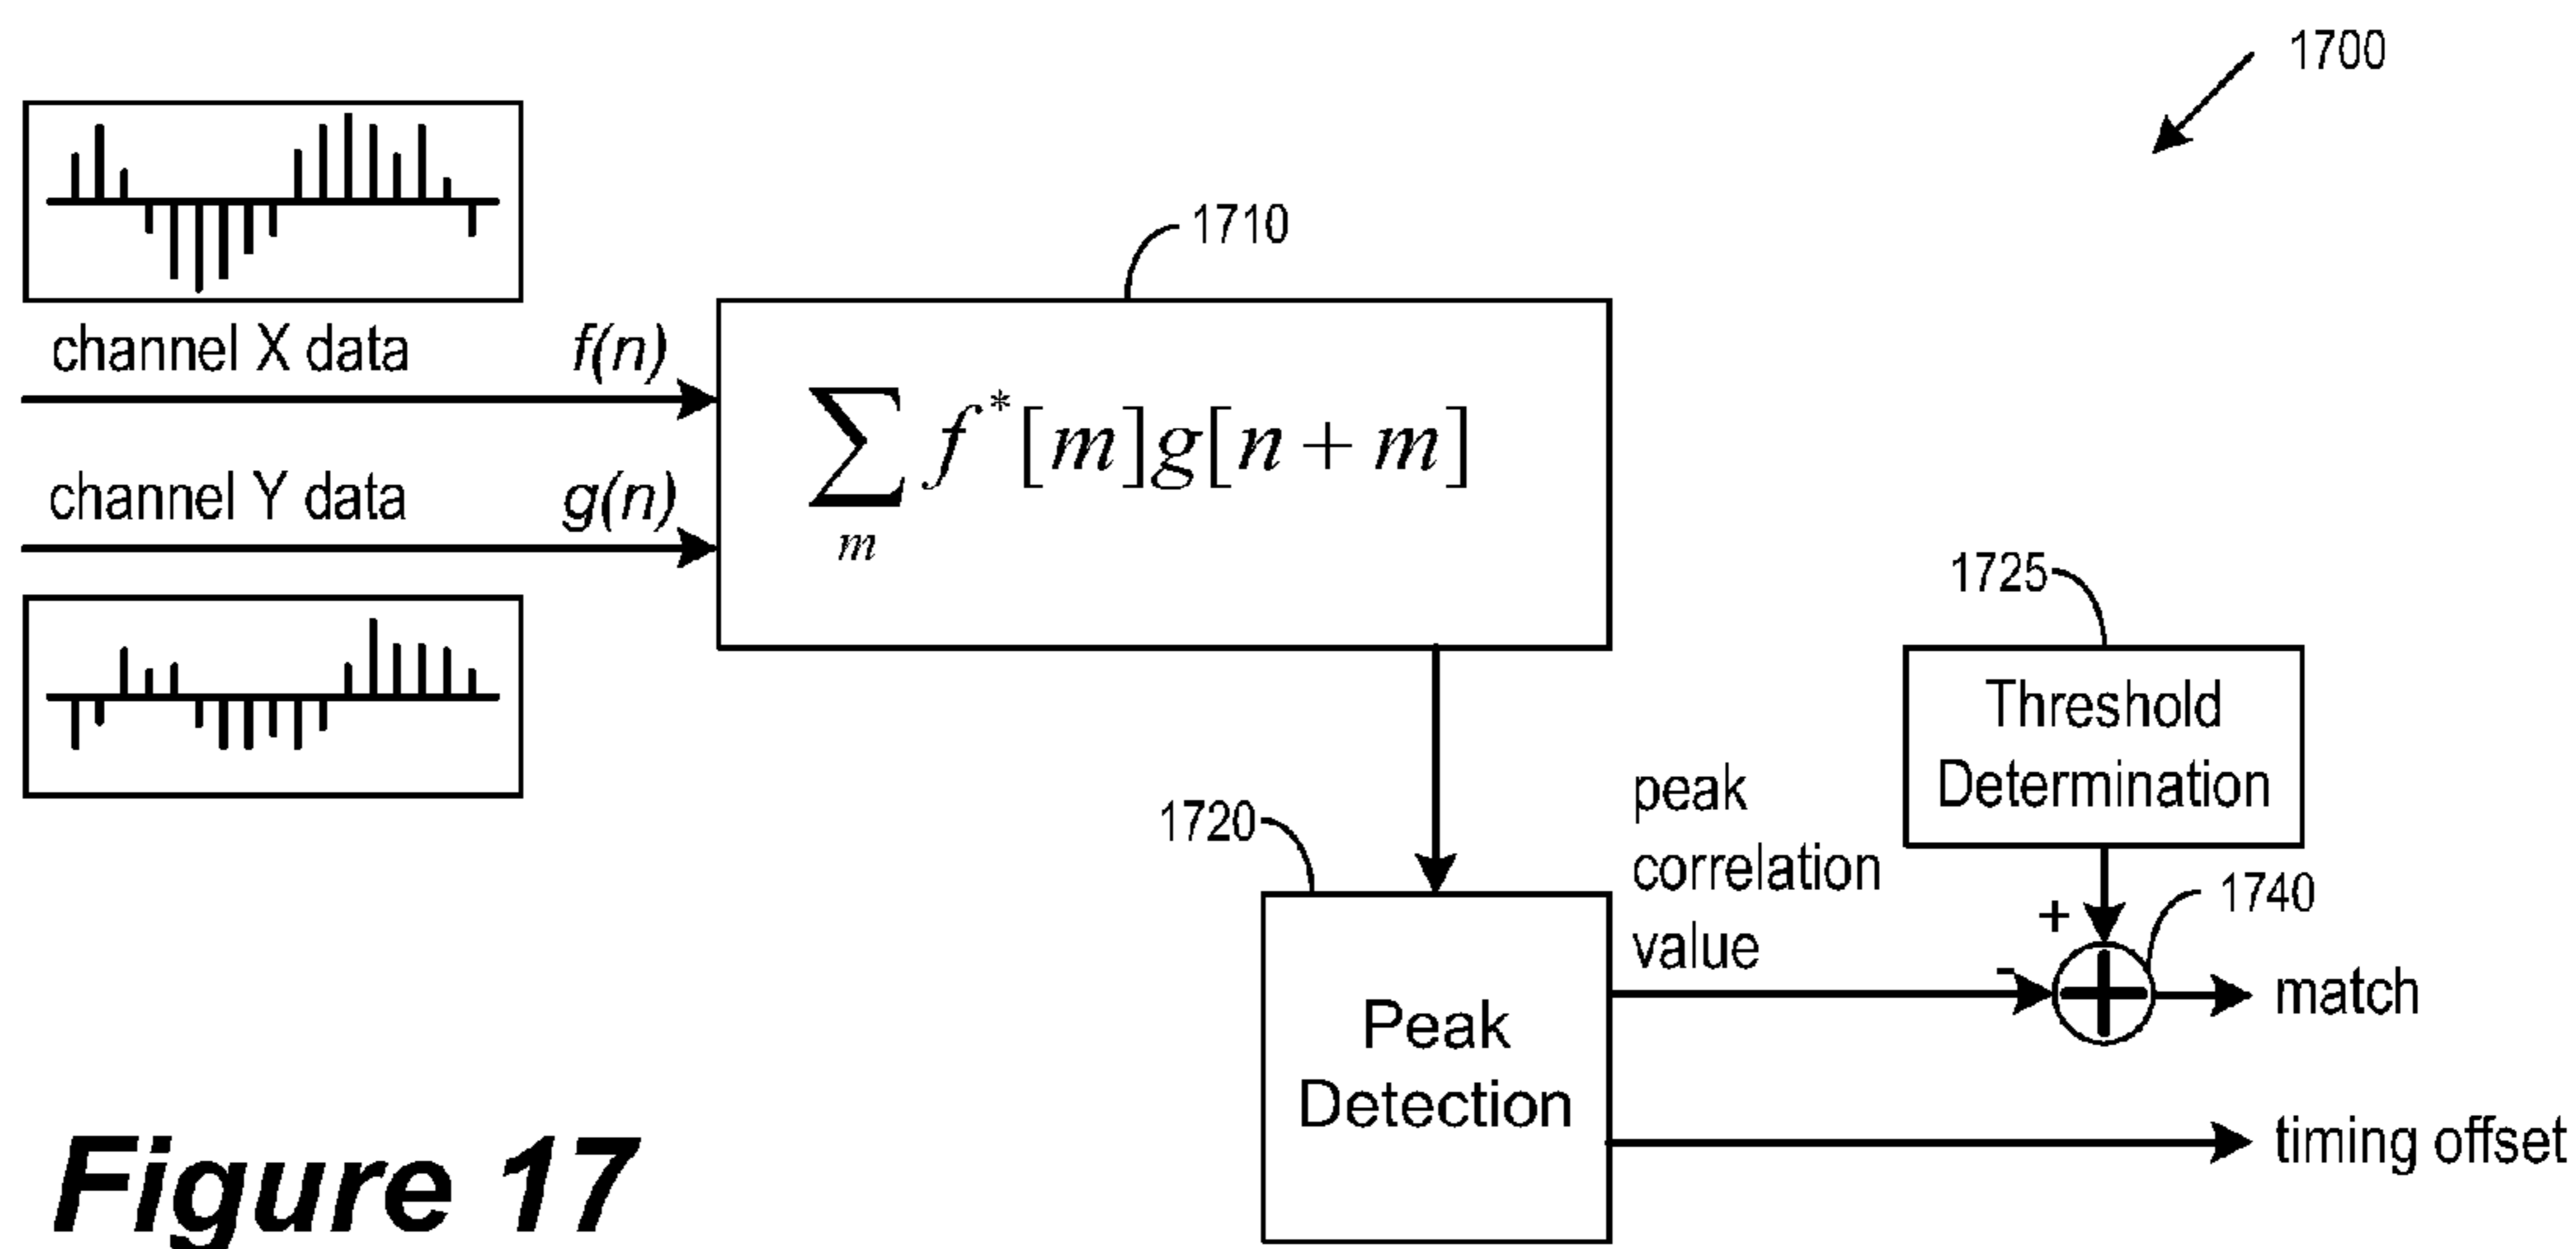 1700
1710
channel X data f(n)
∑ f*[m]g[n + m]
m
channel Y data g(n)
1725
Threshold
Determination
1720
peak
correlation
value
+
-
1740
match
Peak
Detection
timing offset
Figure 17